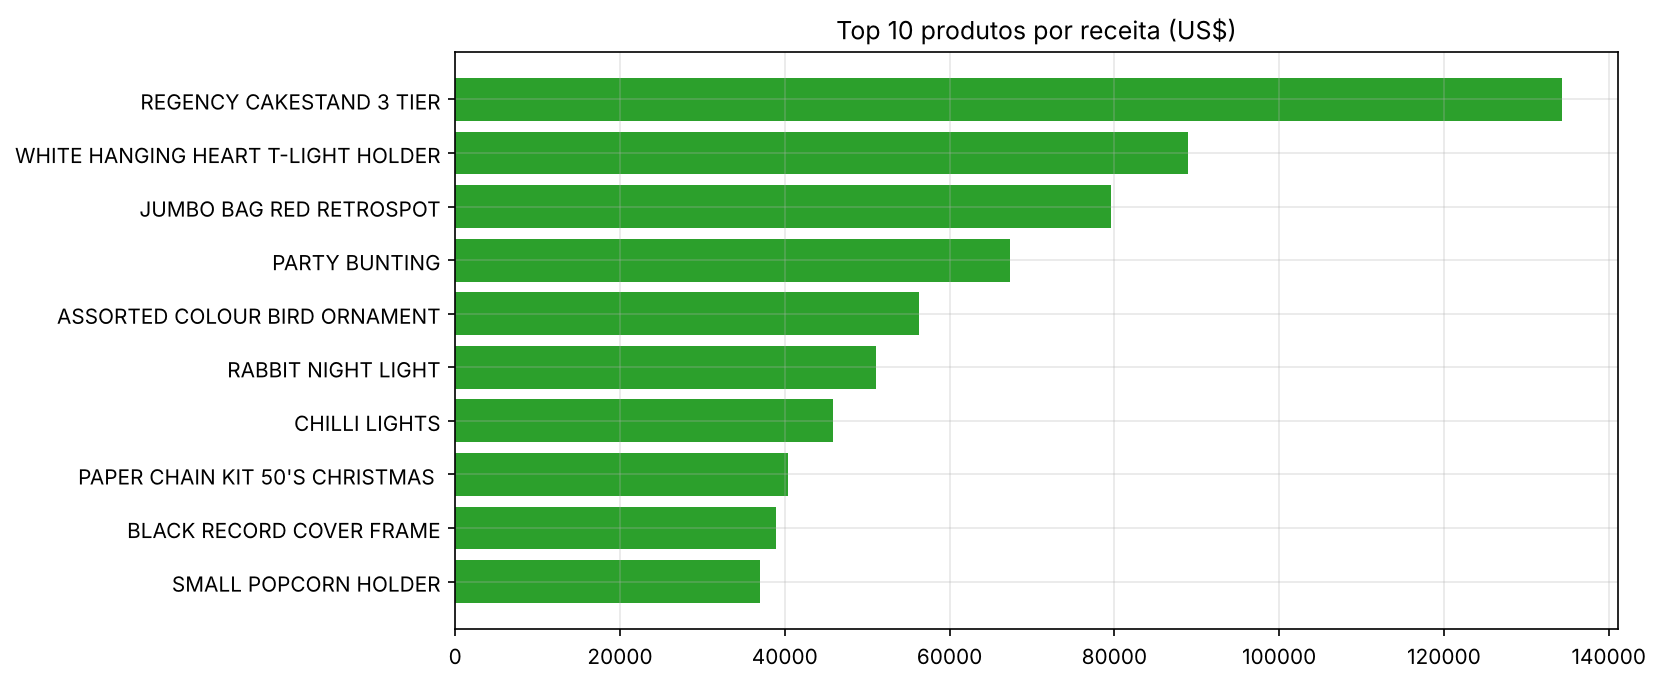 Top 10 produtos por receita (US$)
REGENCY CAKESTAND 3 TIER
WHITE HANGING HEART T-LIGHT HOLDER
JUMBO BAG RED RETROSPOT
PARTY BUNTING
ASSORTED COLOUR BIRD ORNAMENT
RABBIT NIGHT LIGHT
CHILLI LIGHTS
PAPER CHAIN KIT 50'S CHRISTMAS
BLACK RECORD COVER FRAME
SMALL POPCORN HOLDER
0 20000 40000 60000 80000 100000 120000 140000